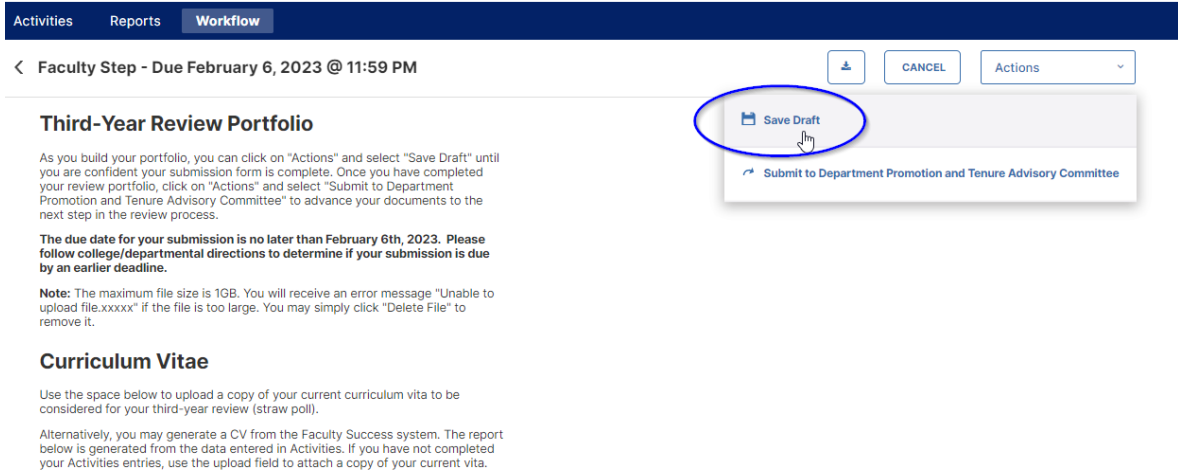 Activities Reports Workflow
Faculty Step - Due February 6, 2023 @ 11:59 PM
CANCEL
Actions
Save Draft
Submit to Department Promotion and Tenure Advisory Committee
Third-Year Review Portfolio
As you build your portfolio, you can click on "Actions" and select "Save Draft" until
you are confident your submission form is complete. Once you have completed
your review portfolio, click on "Actions" and select "Submit to Department
Promotion and Tenure Advisory Committee" to advance your documents to the
next step in the review process.
The due date for your submission is no later than February 6th, 2023. Please
follow college/departmental directions to determine if your submission is due
by an earlier deadline.
Note: The maximum file size is 1GB. You will receive an error message "Unable to
upload file.xxxxx" if the file is too large. You may simply click "Delete File" to
remove it.
Curriculum Vitae
Use the space below to upload a copy of your current curriculum vita to be
considered for your third-year review (straw poll).
Alternatively, you may generate a CV from the Faculty Success system. The report
below is generated from the data entered in Activities. If you have not completed
your Activities entries, use the upload field to attach a copy of your current vita.